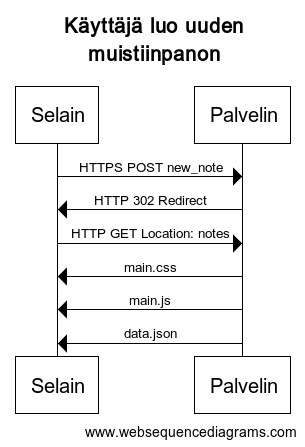 Käyttäjä luo uuden
muistiinpanon
Selain Palvelin
HTTPS POST new_note
HTTP 302 Redirect
HTTP GET Location: notes
main.css
main.js
data.json
Selain Palvelin
www.websequencediagrams.com